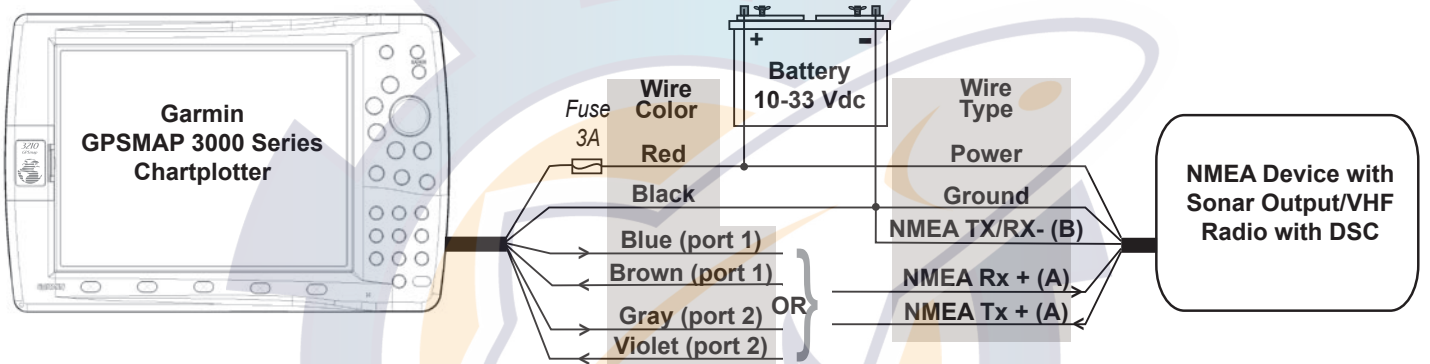 Garmin
GPSMAP 3000 Series
Chartplotter
3210
Fuse
3A
Wire
Color
Red
Black
Blue (port 1)
Brown (port 1)
Gray (port 2)
Violet (port 2)
OR
+
-
Battery
10-33 Vdc
Wire
Type
Power
Ground
NMEA TX/RX- (B)
NMEA Rx + (A)
NMEA Tx + (A)
NMEA Device with
Sonar Output/VHF
Radio with DSC
GARMIN